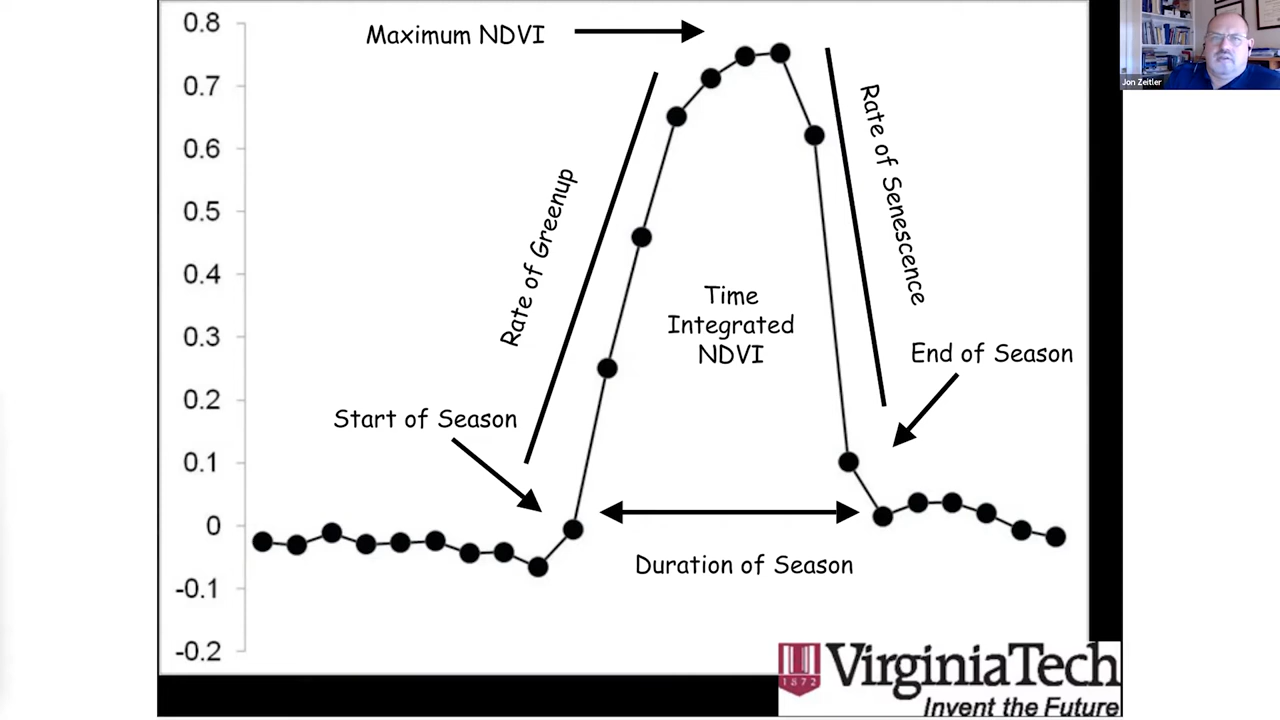 0.8
Maximum NDVI
0.7
0.6
0.5
0.4
0.3
0.2
0.1
0
-0.1
-0.2
Rate of Greenup
Rate of Senescence
Time
Integrated
NDVI
End of Season
Start of Season
Duration of Season
1872
VirginiaTech
Invent the Future
Jon Zeitler